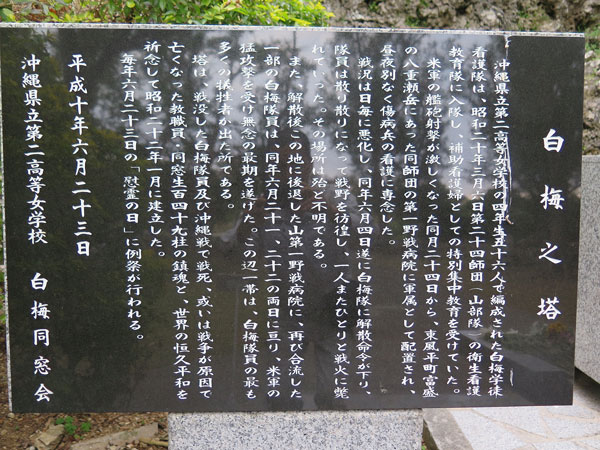 白梅之塔
沖縄県立第二高等女学校の四年生五十六人で編成された白梅学徒
看護隊は、昭和二十年三月六日第二十四師団（山部隊）の衛生看護
教育隊に入隊し、補助看護婦としての特別集中教育を受けていた。
米軍の艦砲射撃が激しくなった同月二十四日から、東風平町富盛
の八重瀬岳にあった同師団の第一野戦病院に軍属として配置され、
昼夜別なく傷病兵の看護に専念した。
戦況は日毎に悪化し、同年六月四日遂に白梅隊に解散命令が下り、
隊員は散り散りになって戦野を彷徨し、一人またひとりと戦火に斃
れていった。その場所は殆ど不明である。
また、解散後この地に後退した山第一野戦病院に、再び合流した
一部の白梅隊員は、同年六月二十一、二十二の両日に亘り、米軍の
猛攻撃を受け無念の最期を遂げた。この辺一帯は、白梅隊員の最も
多くの犠牲者が出た所である。
塔は、戦没した白梅隊員及び沖縄戦で戦死、或いは戦争が原因で
亡くなった教職員・同窓生百四十九柱の鎮魂と、世界の恒久平和を
祈念して昭和二十二年一月に建立した。
毎年六月二十三日の「慰霊の日」に例祭が行われる。
平成十年六月二十三日
沖縄県立第二高等女学校 白梅同窓会